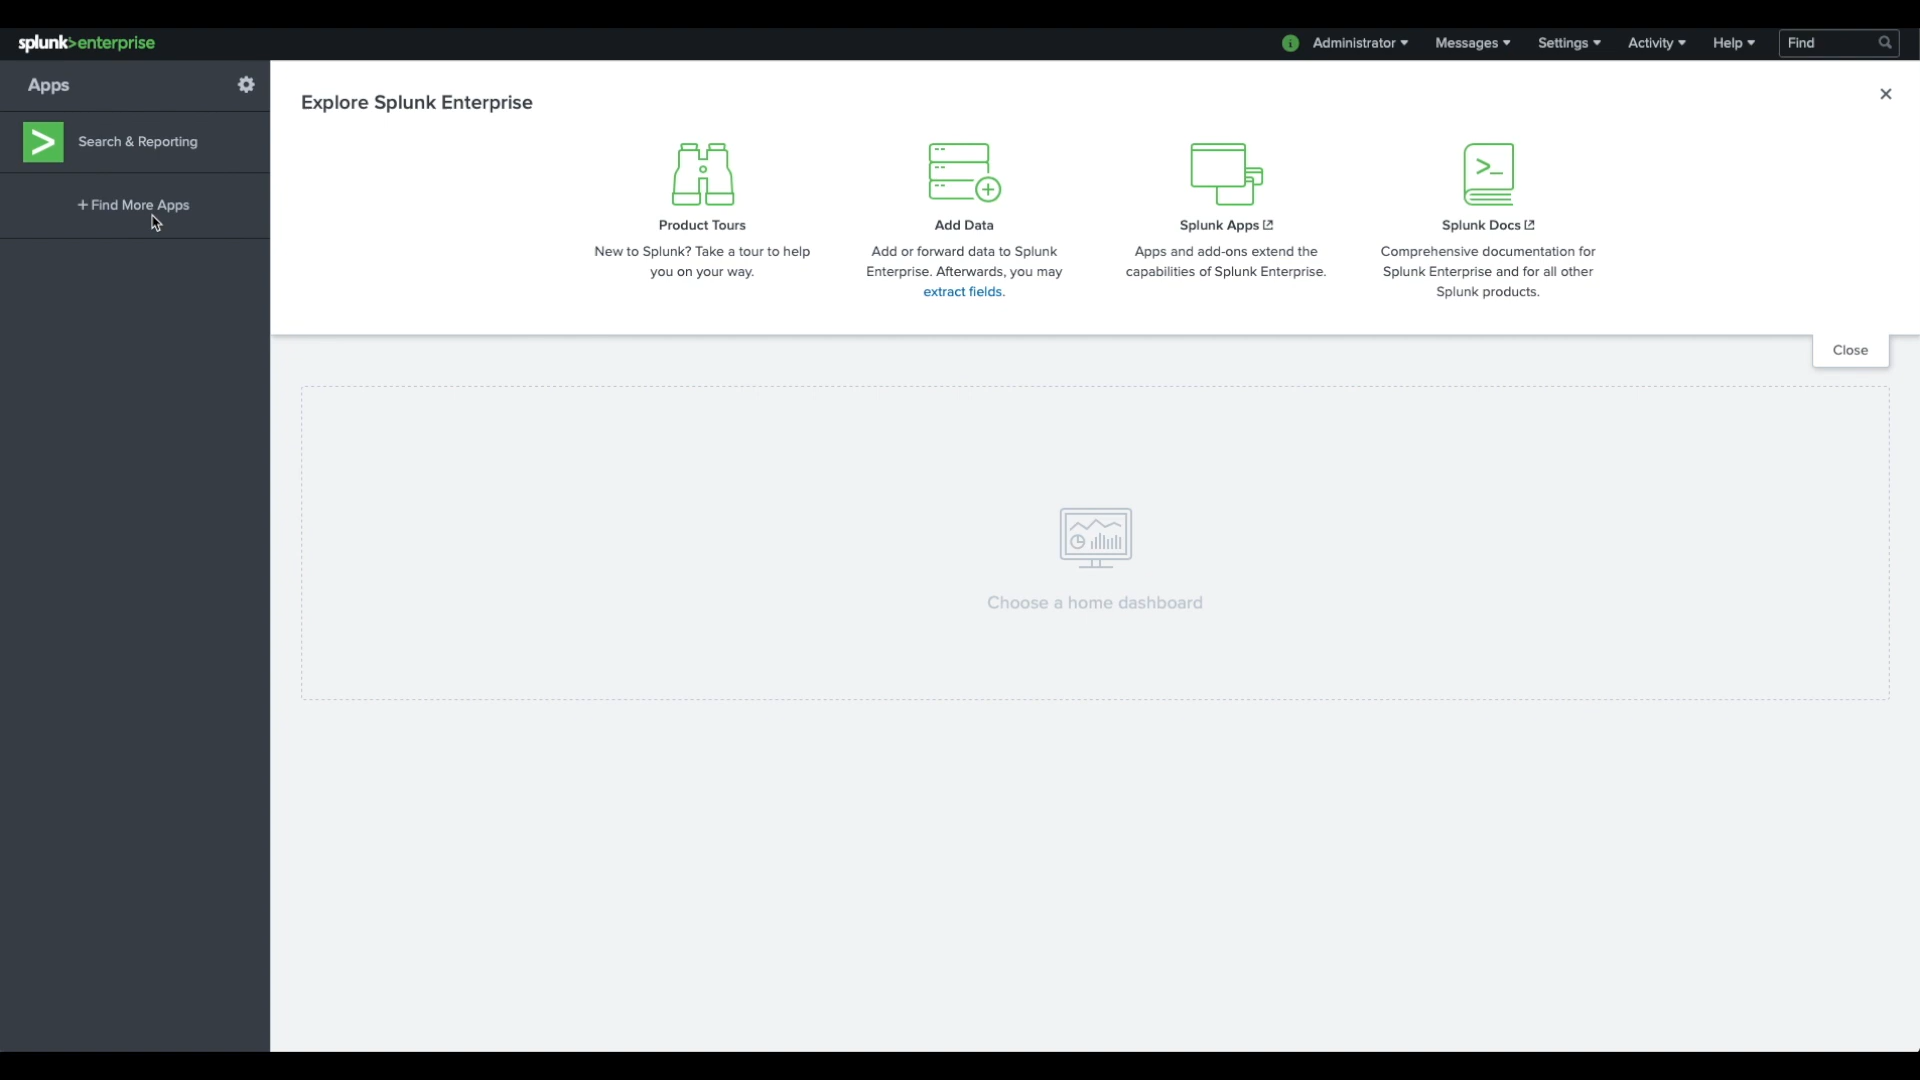 splunk>enterprise
i Administrator Messages Settings Activity Help Find
Apps
Search & Reporting
+ Find More Apps
Explore Splunk Enterprise
Product Tours
New to Splunk? Take a tour to help
you on your way.
Add Data
Add or forward data to Splunk
Enterprise. Afterwards, you may
extract fields.
Splunk Apps
Apps and add-ons extend the
capabilities of Splunk Enterprise.
Splunk Docs
Comprehensive documentation for
Splunk Enterprise and for all other
Splunk products.
Close
Choose a home dashboard